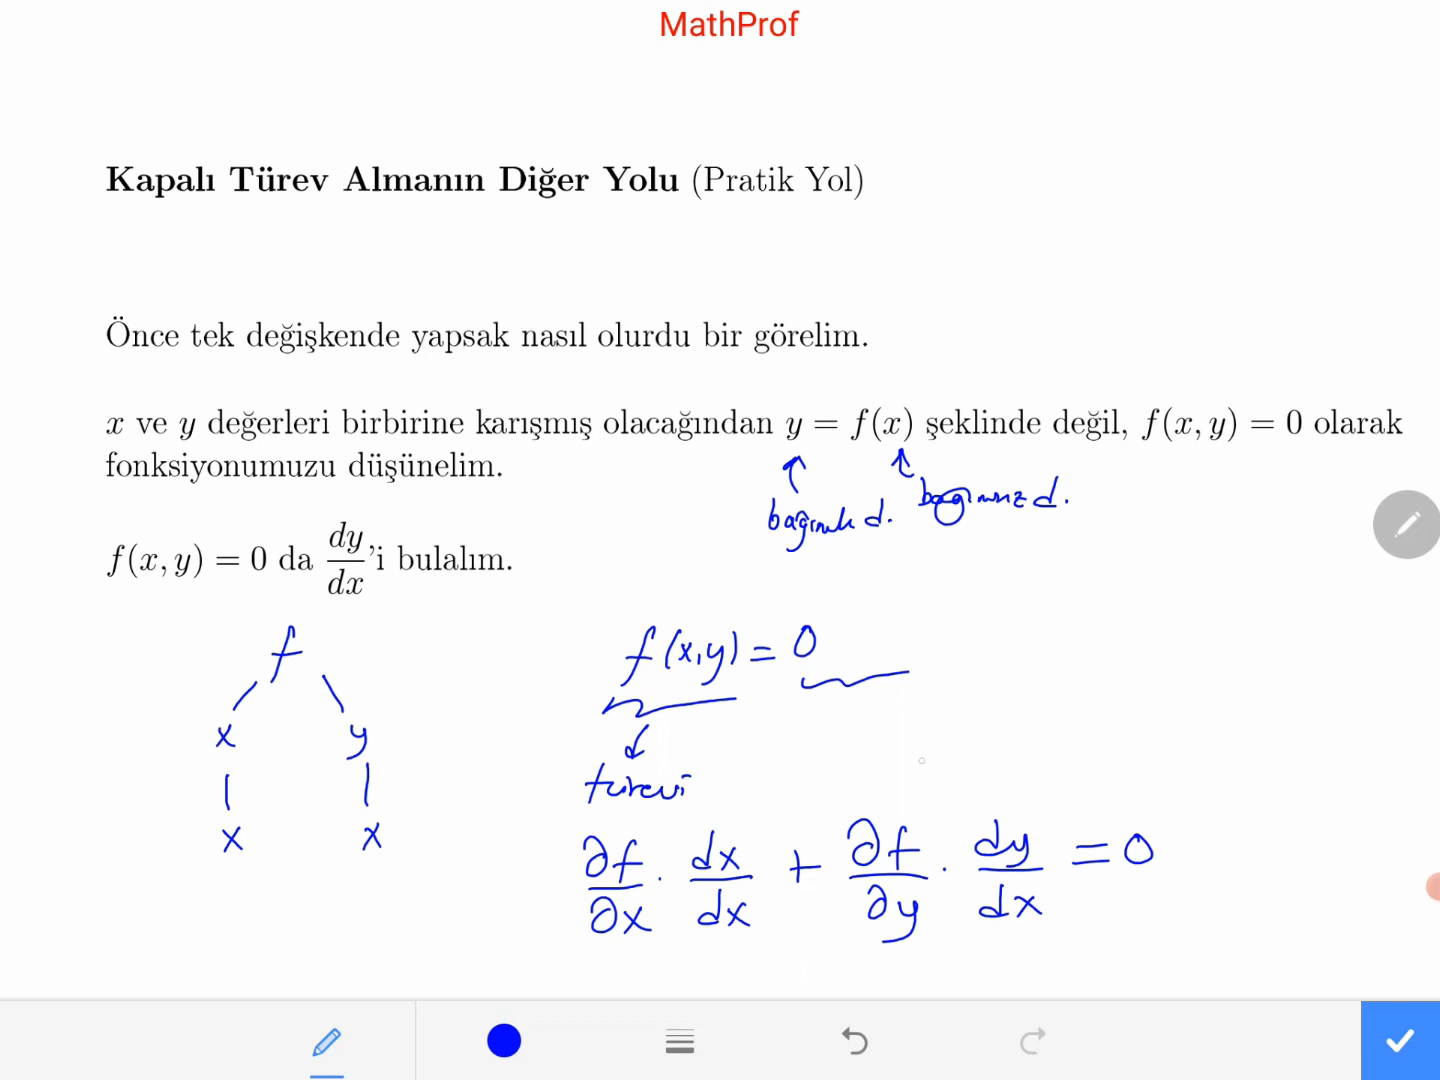 MathProf
Kapalı Türev Almanın Diğer Yolu (Pratik Yol)
Önce tek değişkende yapsak nasıl olurdu bir görelim.
x ve y değerleri birbirine karışmış olacağından y = f(x) şeklinde değil, f(x, y) = 0 olarak
fonksiyonumuzu düşünelim.
bağımlı d. bağımsız d.
f(x, y) = 0 da dy/dx'i bulalım.
f
x y
x x
f(x,y) = 0
türevi
∂f/∂x . dx/dx + ∂f/∂y . dy/dx = 0